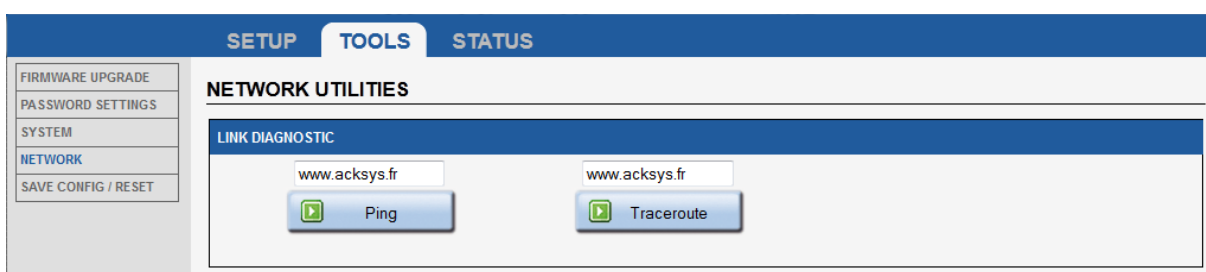 SETUP TOOLS STATUS
FIRMWARE UPGRADE
PASSWORD SETTINGS
SYSTEM
NETWORK
SAVE CONFIG / RESET
NETWORK UTILITIES
LINK DIAGNOSTIC
www.acksys.fr www.acksys.fr
Ping Traceroute